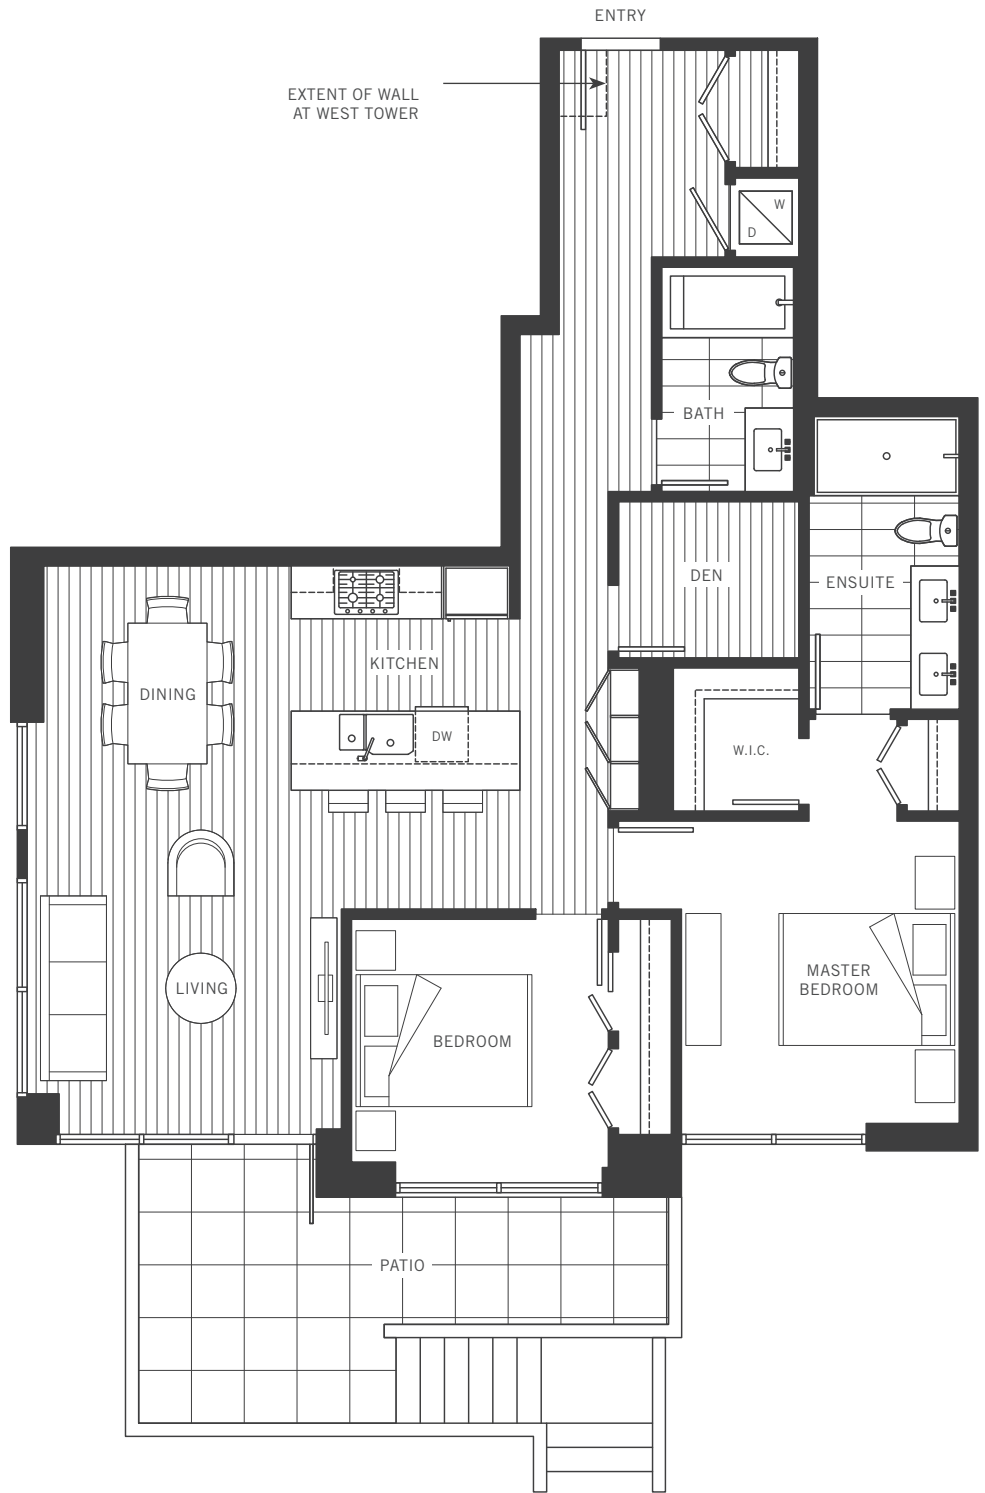 ENTRY
EXTENT OF WALL
AT WEST TOWER
W
D
BATH
DEN
ENSUITE
KITCHEN
DINING
DW
W.I.C.
MASTER
BEDROOM
LIVING
BEDROOM
PATIO